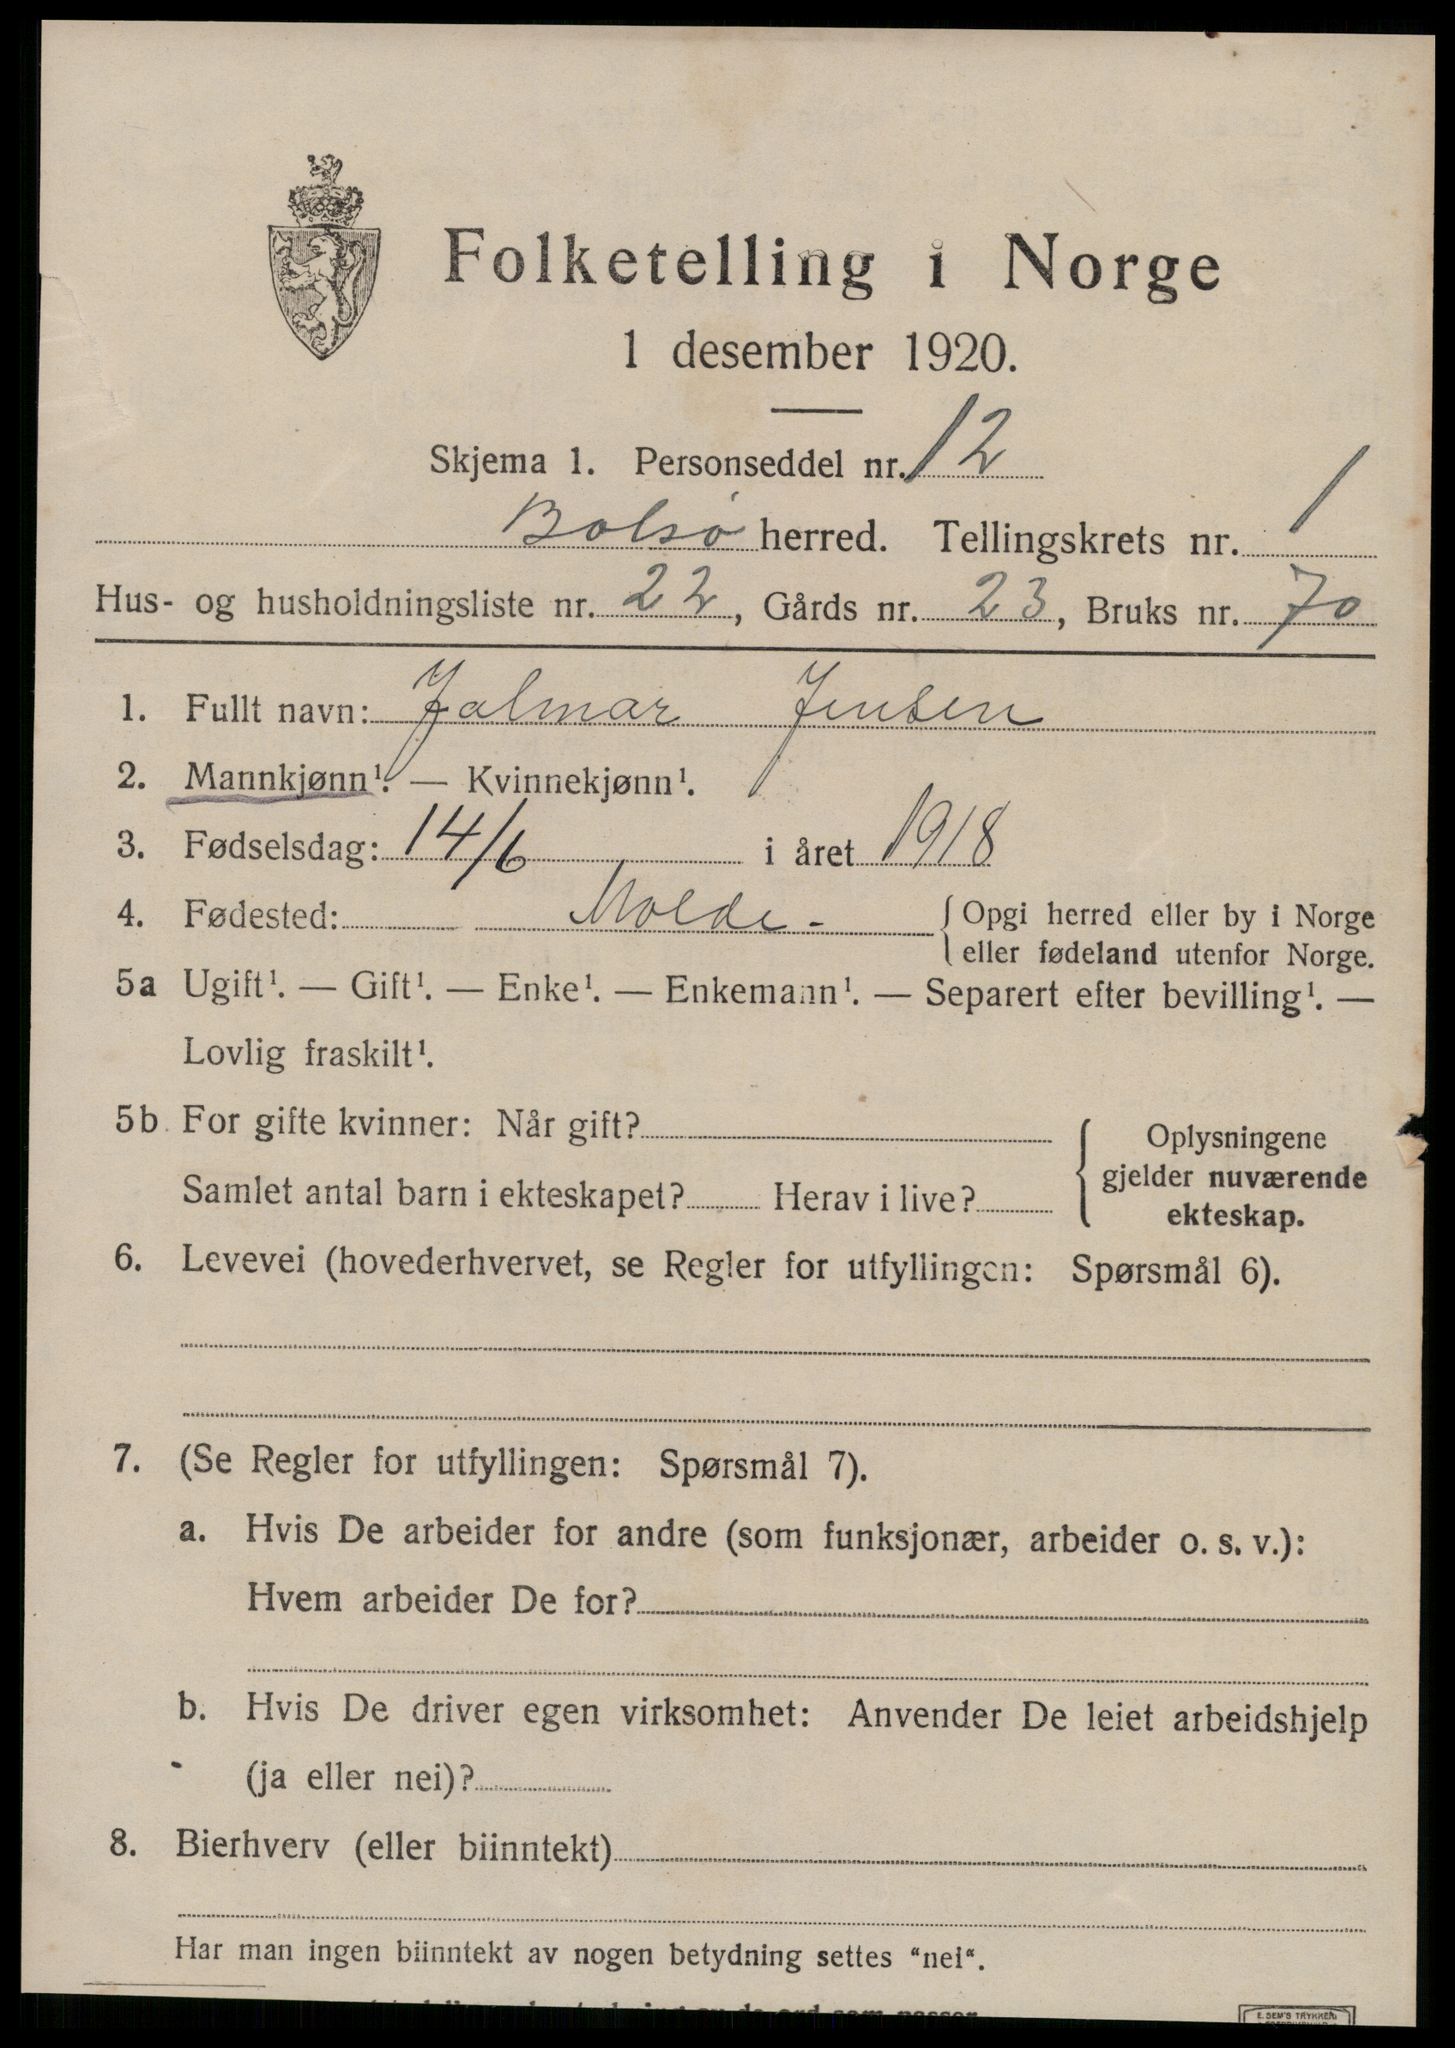 Folketelling i Norge
1 desember 1920.
Skjema 1. Personseddel nr. 12
Bolsø herred. Tellingskrets nr. 1
Hus- og husholdningsliste nr. 22, Gårds nr. 23, Bruks nr. 70
1. Fullt navn: Jalmar Jensen
2. Mannkjønn¹. — Kvinnekjønn¹.
3. Fødselsdag: 14/6 i året 1918
4. Fødested: Molde - { Opgi herred eller by i Norge
eller fødeland utenfor Norge.
5a Ugift¹. — Gift¹. — Enke¹. — Enkemann¹. — Separert efter bevilling¹. —
Lovlig fraskilt¹.
5b For gifte kvinner: Når gift?
Samlet antal barn i ekteskapet? Herav i live?
{ Oplysningene
gjelder nuværende
ekteskap.
6. Levevei (hovederhvervet, se Regler for utfyllingen: Spørsmål 6).
7. (Se Regler for utfyllingen: Spørsmål 7).
a. Hvis De arbeider for andre (som funksjonær, arbeider o. s. v.):
Hvem arbeider De for?
b. Hvis De driver egen virksomhet: Anvender De leiet arbeidshjelp
(ja eller nei)?
8. Bierhverv (eller biinntekt)
Har man ingen biinntekt av nogen betydning settes "nei".
E. SEM'S TRYKKERI